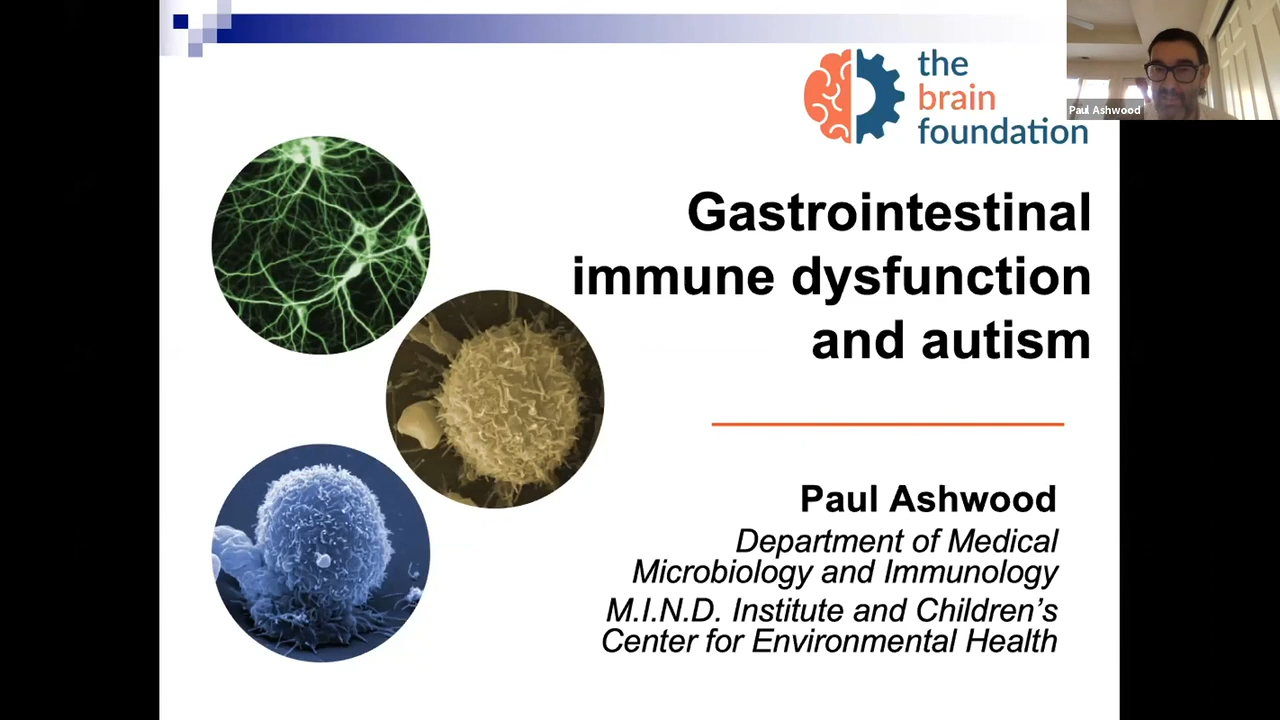 the
brain
foundation
Paul Ashwood
Gastrointestinal
immune dysfunction
and autism
Paul Ashwood
Department of Medical
Microbiology and Immunology
M.I.N.D. Institute and Children's
Center for Environmental Health